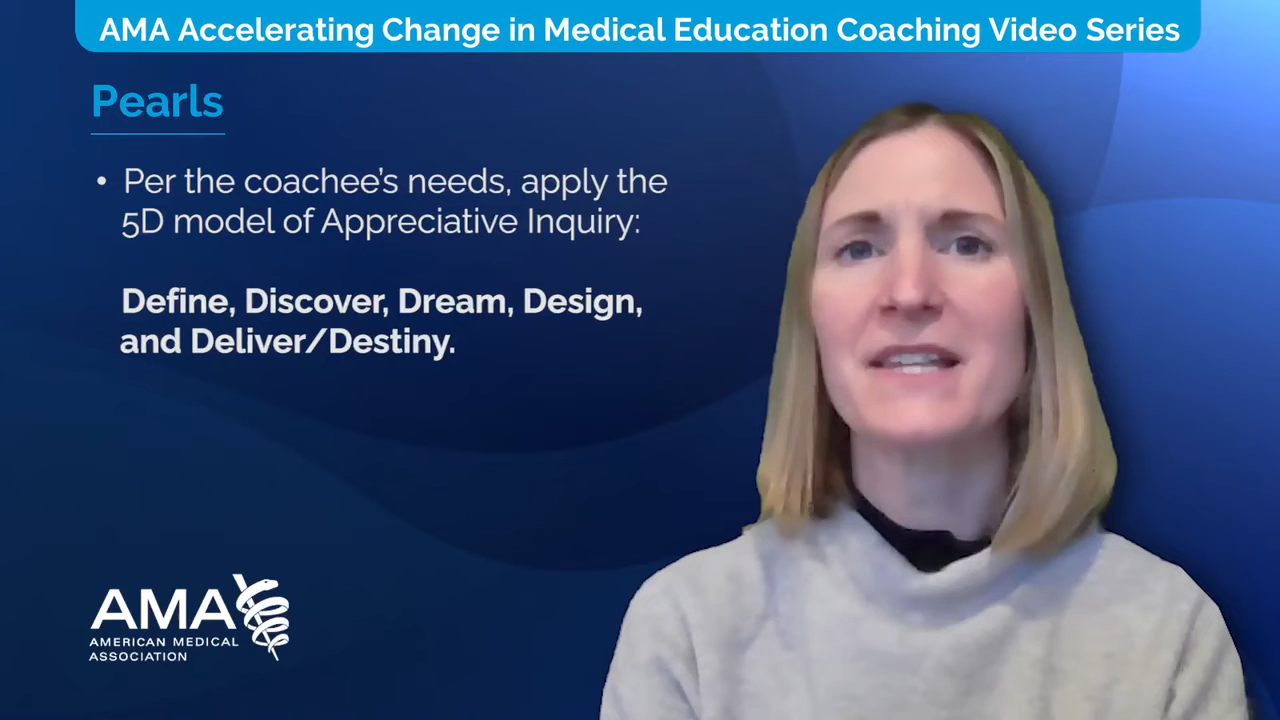 AMA Accelerating Change in Medical Education Coaching Video Series
Pearls
• Per the coachee’s needs, apply the
5D model of Appreciative Inquiry:
Define, Discover, Dream, Design,
and Deliver/Destiny.
AMA
AMERICAN MEDICAL
ASSOCIATION